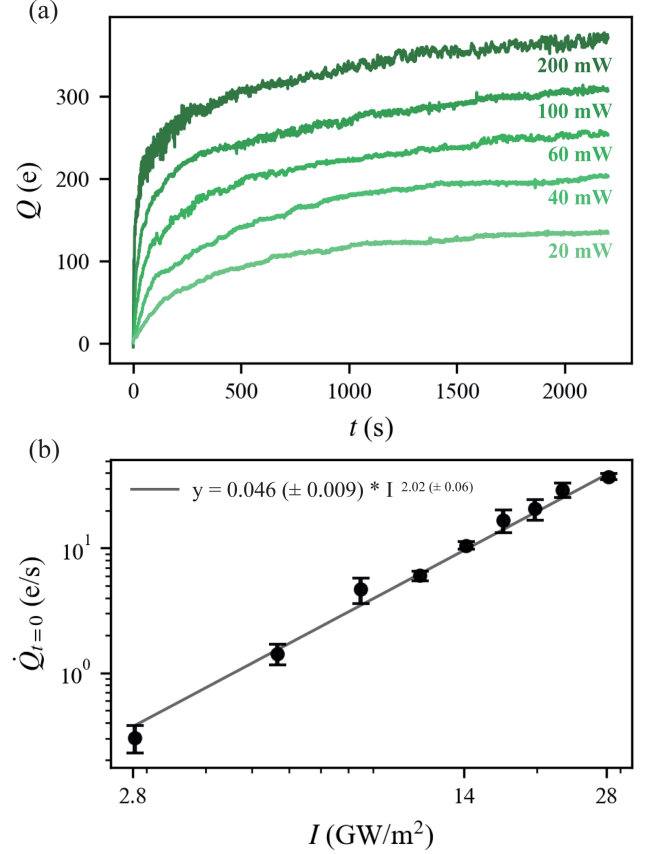 (a)
300
200
100
0
Q (e)
200 mW
100 mW
60 mW
40 mW
20 mW
0 500 1000 1500 2000
t (s)
(b)
y = 0.046 (± 0.009) * I 2.02 (± 0.06)
10¹
10⁰
Q̇ₜ₌₀ (e/s)
2.8 14 28
I (GW/m²)